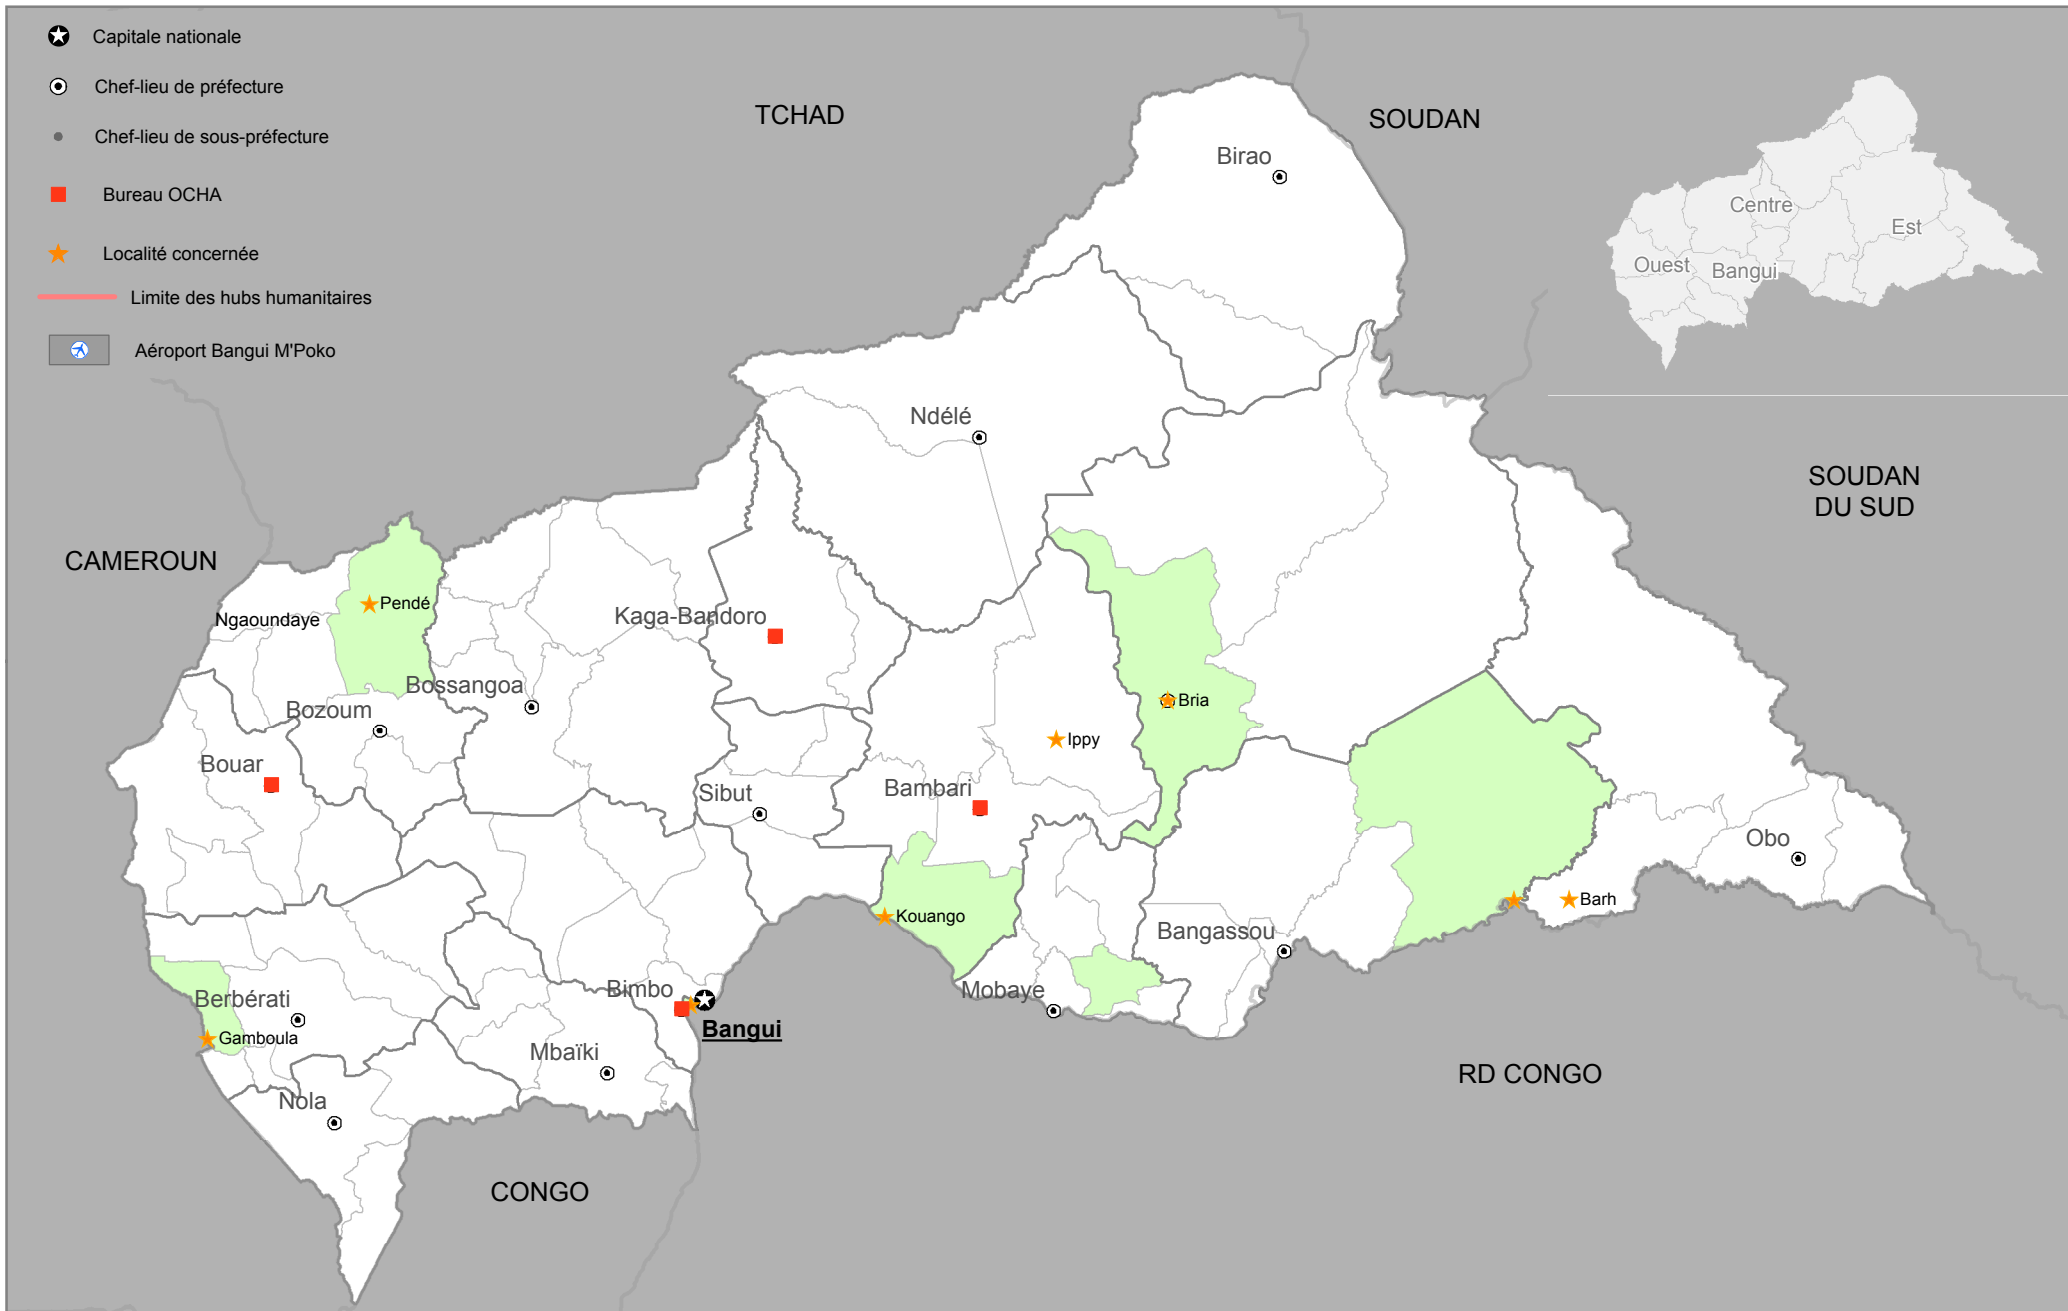 Capitale nationale
Chef-lieu de préfecture
Chef-lieu de sous-préfecture
Bureau OCHA
Localité concernée
Limite des hubs humanitaires
Aéroport Bangui M'Poko
TCHAD
SOUDAN
Birao
Centre
Est
Ouest
Bangui
Ndélé
SOUDAN
DU SUD
CAMEROUN
Pendé
Ngaoundaye
Kaga-Bandoro
Bossangoa
Bozoum
Bria
Ippy
Bouar
Sibut
Bambari
Obo
Barh
Kouango
Bangassou
Berbérati
Bimbo
Mobaye
Bangui
Gamboula
Mbaïki
RD CONGO
Nola
CONGO